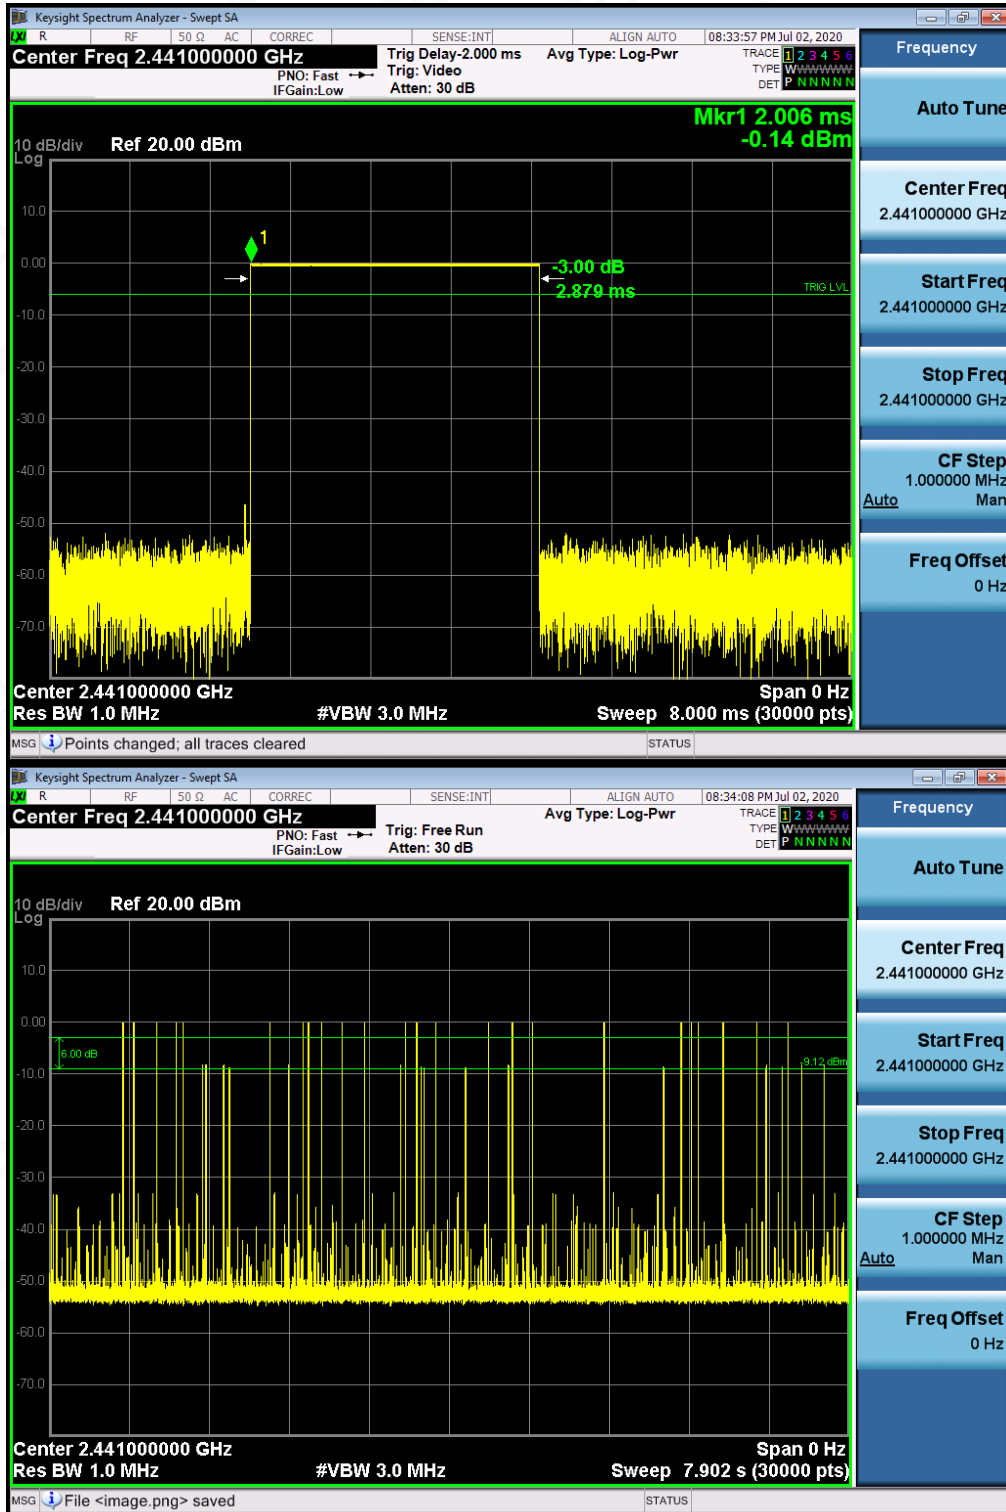 Keysight Spectrum Analyzer - Swept SA
LXI R RF 50 Ω AC CORREC SENSE:INT ALIGN AUTO 08:33:57 PM Jul 02, 2020
Center Freq 2.441000000 GHz Trig Delay-2.000 ms Avg Type: Log-Pwr TRACE 1 2 3 4 5 6
PNO: Fast Trig: Video TYPE WWWWWW
IFGain:Low Atten: 30 dB DET P N N N N N
Mkr1 2.006 ms
-0.14 dBm
10 dB/div Ref 20.00 dBm
Log
10.0
1
0.00
-3.00 dB
2.879 ms
TRIG LVL
-10.0
-20.0
-30.0
-40.0
-50.0
-60.0
-70.0
Center 2.441000000 GHz Span 0 Hz
Res BW 1.0 MHz #VBW 3.0 MHz Sweep 8.000 ms (30000 pts)
MSG Points changed; all traces cleared STATUS
Frequency
Auto Tune
Center Freq
2.441000000 GHz
Start Freq
2.441000000 GHz
Stop Freq
2.441000000 GHz
CF Step
1.000000 MHz
Auto Man
Freq Offset
0 Hz
Keysight Spectrum Analyzer - Swept SA
LXI R RF 50 Ω AC CORREC SENSE:INT ALIGN AUTO 08:34:08 PM Jul 02, 2020
Center Freq 2.441000000 GHz Avg Type: Log-Pwr TRACE 1 2 3 4 5 6
PNO: Fast Trig: Free Run TYPE WWWWWW
IFGain:Low Atten: 30 dB DET P N N N N N
10 dB/div Ref 20.00 dBm
Log
10.0
0.00
6.00 dB
-9.12 dBm
-10.0
-20.0
-30.0
-40.0
-50.0
-60.0
-70.0
Center 2.441000000 GHz Span 0 Hz
Res BW 1.0 MHz #VBW 3.0 MHz Sweep 7.902 s (30000 pts)
MSG File <image.png> saved STATUS
Frequency
Auto Tune
Center Freq
2.441000000 GHz
Start Freq
2.441000000 GHz
Stop Freq
2.441000000 GHz
CF Step
1.000000 MHz
Auto Man
Freq Offset
0 Hz